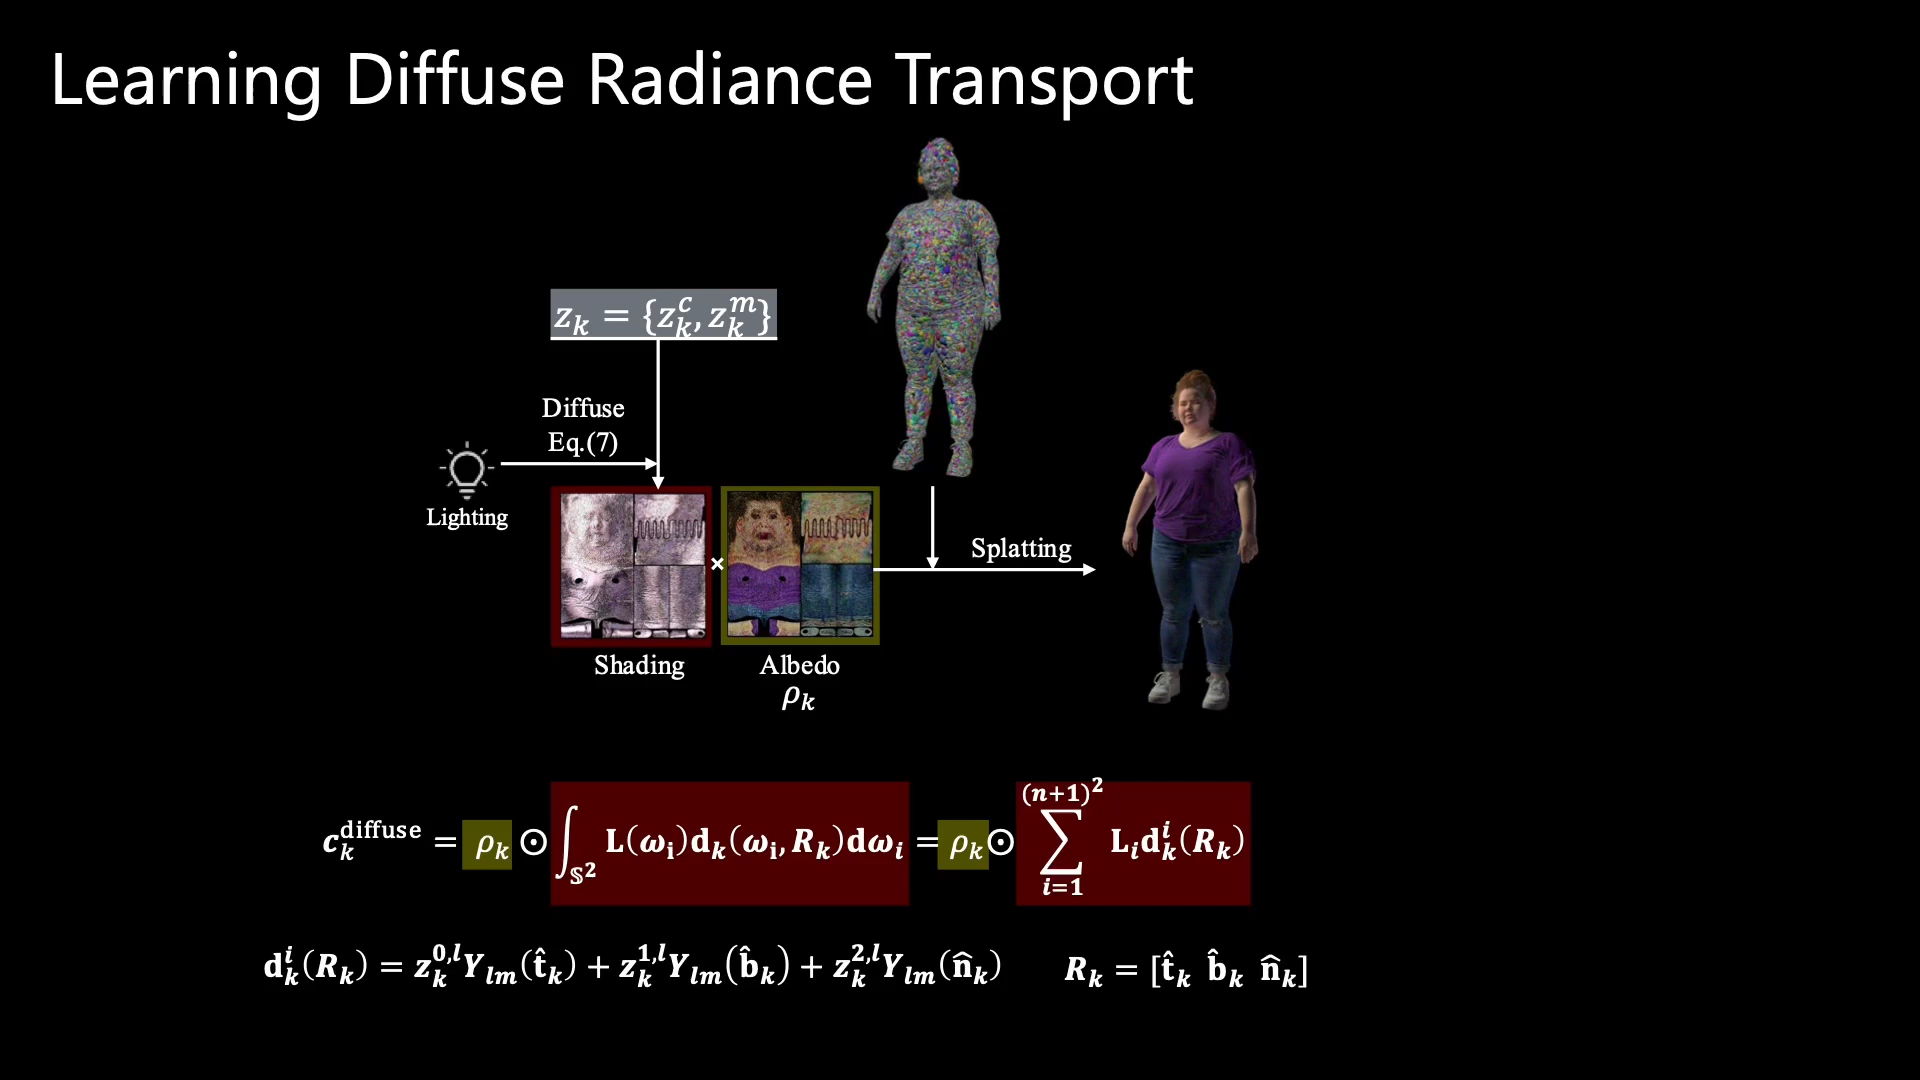 Learning Diffuse Radiance Transport
z_k = {z_k^c, z_k^m}
Diffuse
Eq.(7)
Lighting
Splatting
×
Shading
Albedo
ρ_k
c_k^diffuse = ρ_k ⊙ ∫_𝕊² L(ω_i)d_k(ω_i, R_k)dω_i = ρ_k ⊙ ∑_{i=1}^{(n+1)²} L_i d_k^i(R_k)
d_k^i(R_k) = z_k^{0,l}Y_{lm}(t̂_k) + z_k^{1,l}Y_{lm}(b̂_k) + z_k^{2,l}Y_{lm}(n̂_k) R_k = [t̂_k b̂_k n̂_k]